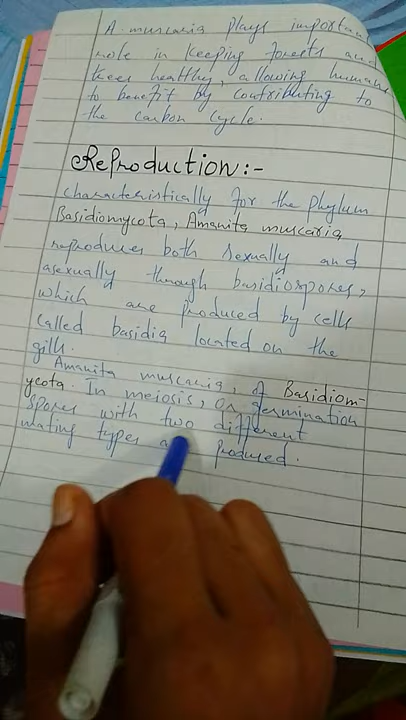 A. muscaria plays important
role in keeping forests and
trees healthy, allowing humans
to benefit by contributing to
the carbon cycle.
Reproduction:-
characteristically for the phylum
Basidiomycota, Amanita muscaria
reproduces both sexually and
asexually through basidiospores,
which are produced by cells
called basidia located on the
gills.
Amanita muscaria, of Basidiom-
ycota. In meiosis, on germination
spores with two different
mating types a produced.